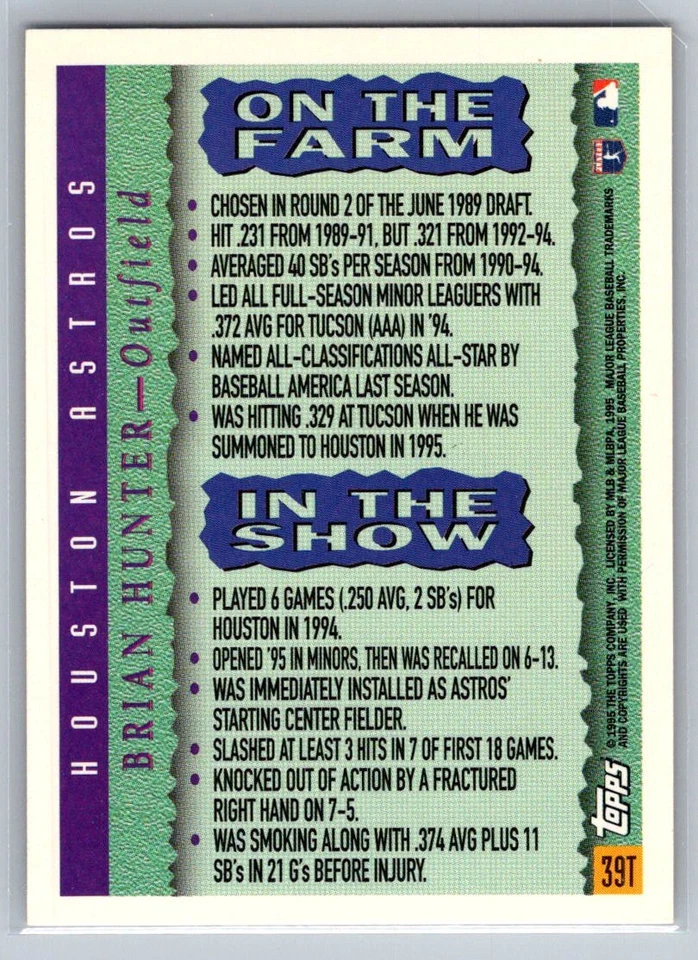 HOUSTON ASTROS
BRIAN HUNTER—Outfield
ON THE
FARM
• CHOSEN IN ROUND 2 OF THE JUNE 1989 DRAFT.
• HIT .231 FROM 1989-91, BUT .321 FROM 1992-94.
• AVERAGED 40 SB's PER SEASON FROM 1990-94.
• LED ALL FULL-SEASON MINOR LEAGUERS WITH
.372 AVG FOR TUCSON (AAA) IN '94.
• NAMED ALL-CLASSIFICATIONS ALL-STAR BY
BASEBALL AMERICA LAST SEASON.
• WAS HITTING .329 AT TUCSON WHEN HE WAS
SUMMONED TO HOUSTON IN 1995.
IN THE
SHOW
• PLAYED 6 GAMES (.250 AVG, 2 SB's) FOR
HOUSTON IN 1994.
• OPENED '95 IN MINORS, THEN WAS RECALLED ON 6-13.
• WAS IMMEDIATELY INSTALLED AS ASTROS'
STARTING CENTER FIELDER.
• SLASHED AT LEAST 3 HITS IN 7 OF FIRST 18 GAMES.
• KNOCKED OUT OF ACTION BY A FRACTURED
RIGHT HAND ON 7-5.
• WAS SMOKING ALONG WITH .374 AVG PLUS 11
SB's IN 21 G's BEFORE INJURY.
© 1995 THE TOPPS COMPANY, INC. LICENSED BY MLB & MLBPA, 1995 MAJOR LEAGUE BASEBALL TRADEMARKS
AND COPYRIGHTS ARE USED WITH PERMISSION OF MAJOR LEAGUE BASEBALL PROPERTIES, INC.
TOPPS
39T